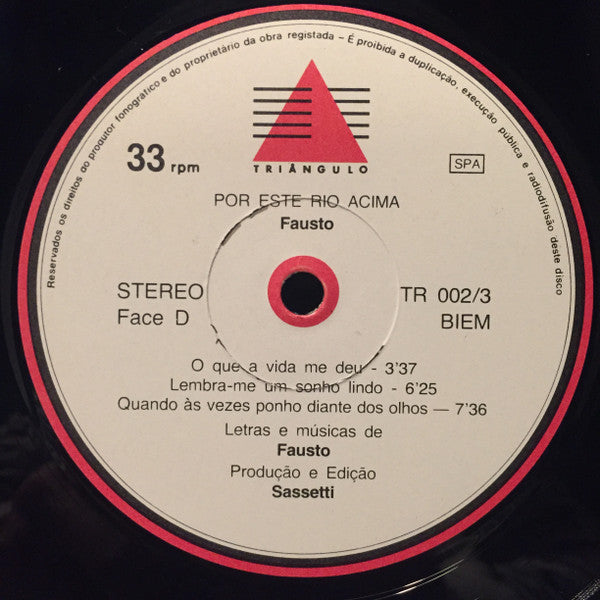 Reservados os direitos do produtor fonográfico e do proprietário da obra registada - É proibida a duplicação, execução pública e radiodifusão deste disco
TRIÂNGULO
33 rpm
SPA
POR ESTE RIO ACIMA
Fausto
STEREO
Face D
TR 002/3
BIEM
O que a vida me deu - 3'37
Lembra-me um sonho lindo - 6'25
Quando às vezes ponho diante dos olhos — 7'36
Letras e músicas de
Fausto
Produção e Edição
Sassetti